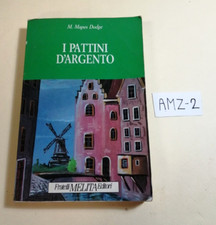 M. Mapes Dodge
I PATTINI
D'ARGENTO
Fratelli MELITA Editori
AMZ-2